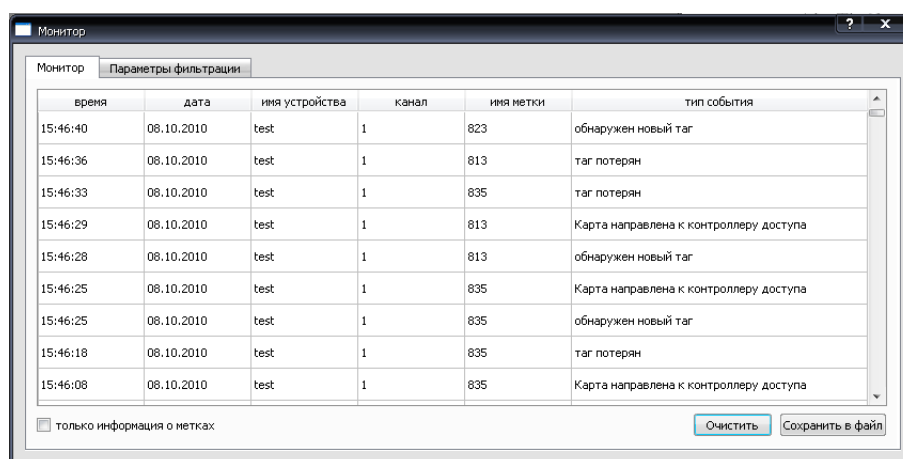 Монитор
Монитор Параметры фильтрации
время дата имя устройства канал имя метки тип события
15:46:40 08.10.2010 test 1 823 обнаружен новый таг
15:46:36 08.10.2010 test 1 813 таг потерян
15:46:33 08.10.2010 test 1 835 таг потерян
15:46:29 08.10.2010 test 1 813 Карта направлена к контроллеру доступа
15:46:28 08.10.2010 test 1 813 обнаружен новый таг
15:46:25 08.10.2010 test 1 835 Карта направлена к контроллеру доступа
15:46:25 08.10.2010 test 1 835 обнаружен новый таг
15:46:18 08.10.2010 test 1 835 таг потерян
15:46:08 08.10.2010 test 1 835 Карта направлена к контроллеру доступа
только информация о метках Очистить Сохранить в файл